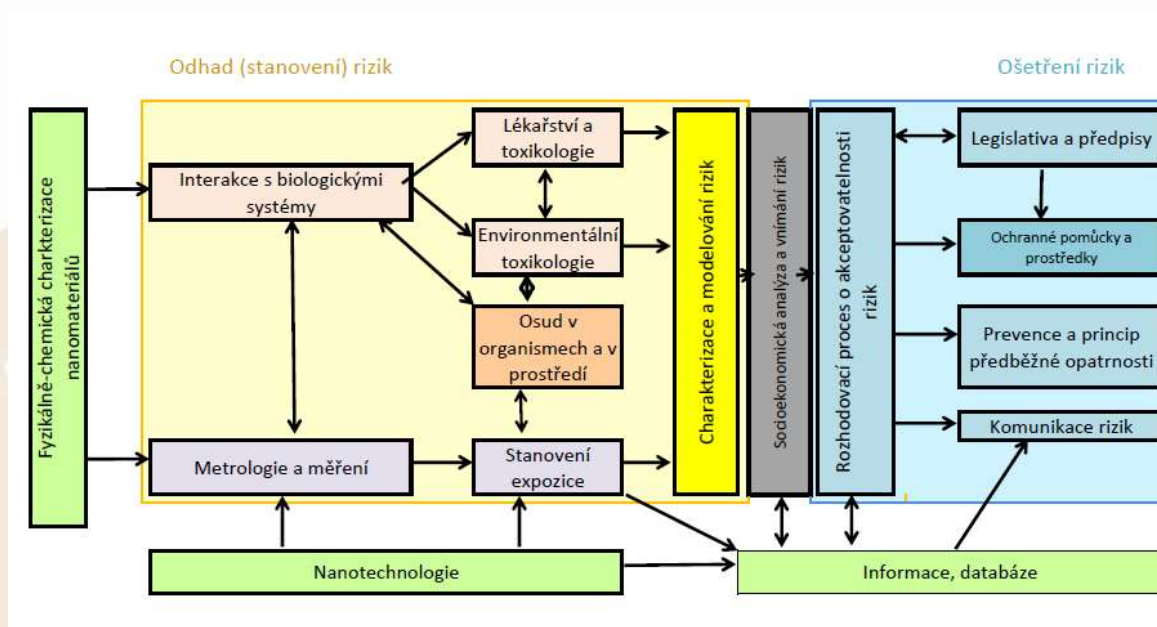 Odhad (stanovení) rizik
Ošetření rizik
Fyzikálně-chemická charkterizace
nanomateriálů
Interakce s biologickými
systémy
Lékařství a
toxikologie
Environmentální
toxikologie
Osud v
organismech a v
prostředí
Metrologie a měření
Stanovení
expozice
Charakterizace a modelování rizik
Socioekonomická analýza a vnímání rizik
Rozhodovací proces o akceptovatelnosti
rizik
Legislativa a předpisy
Ochranné pomůcky a
prostředky
Prevence a princip
předběžné opatrnosti
Komunikace rizik
Nanotechnologie
Informace, databáze